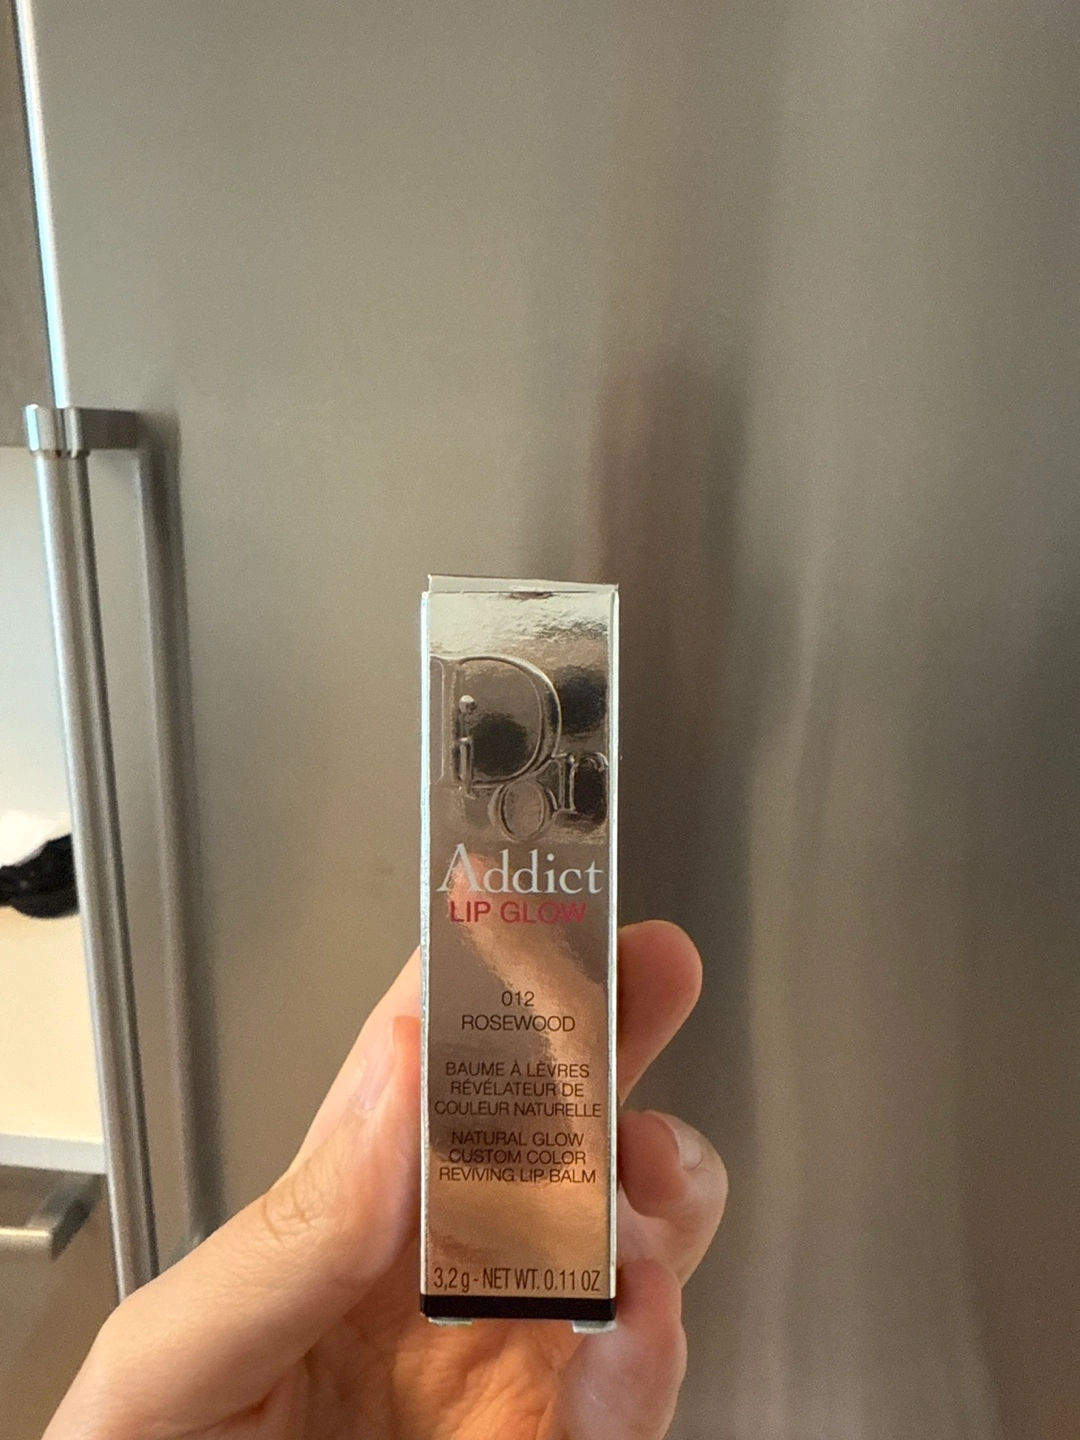 Dior
Addict
LIP GLOW
012
ROSEWOOD
BAUME À LÈVRES
RÉVÉLATEUR DE
COULEUR NATURELLE
NATURAL GLOW
CUSTOM COLOR
REVIVING LIP BALM
3,2 g - NET WT. 0.11 OZ